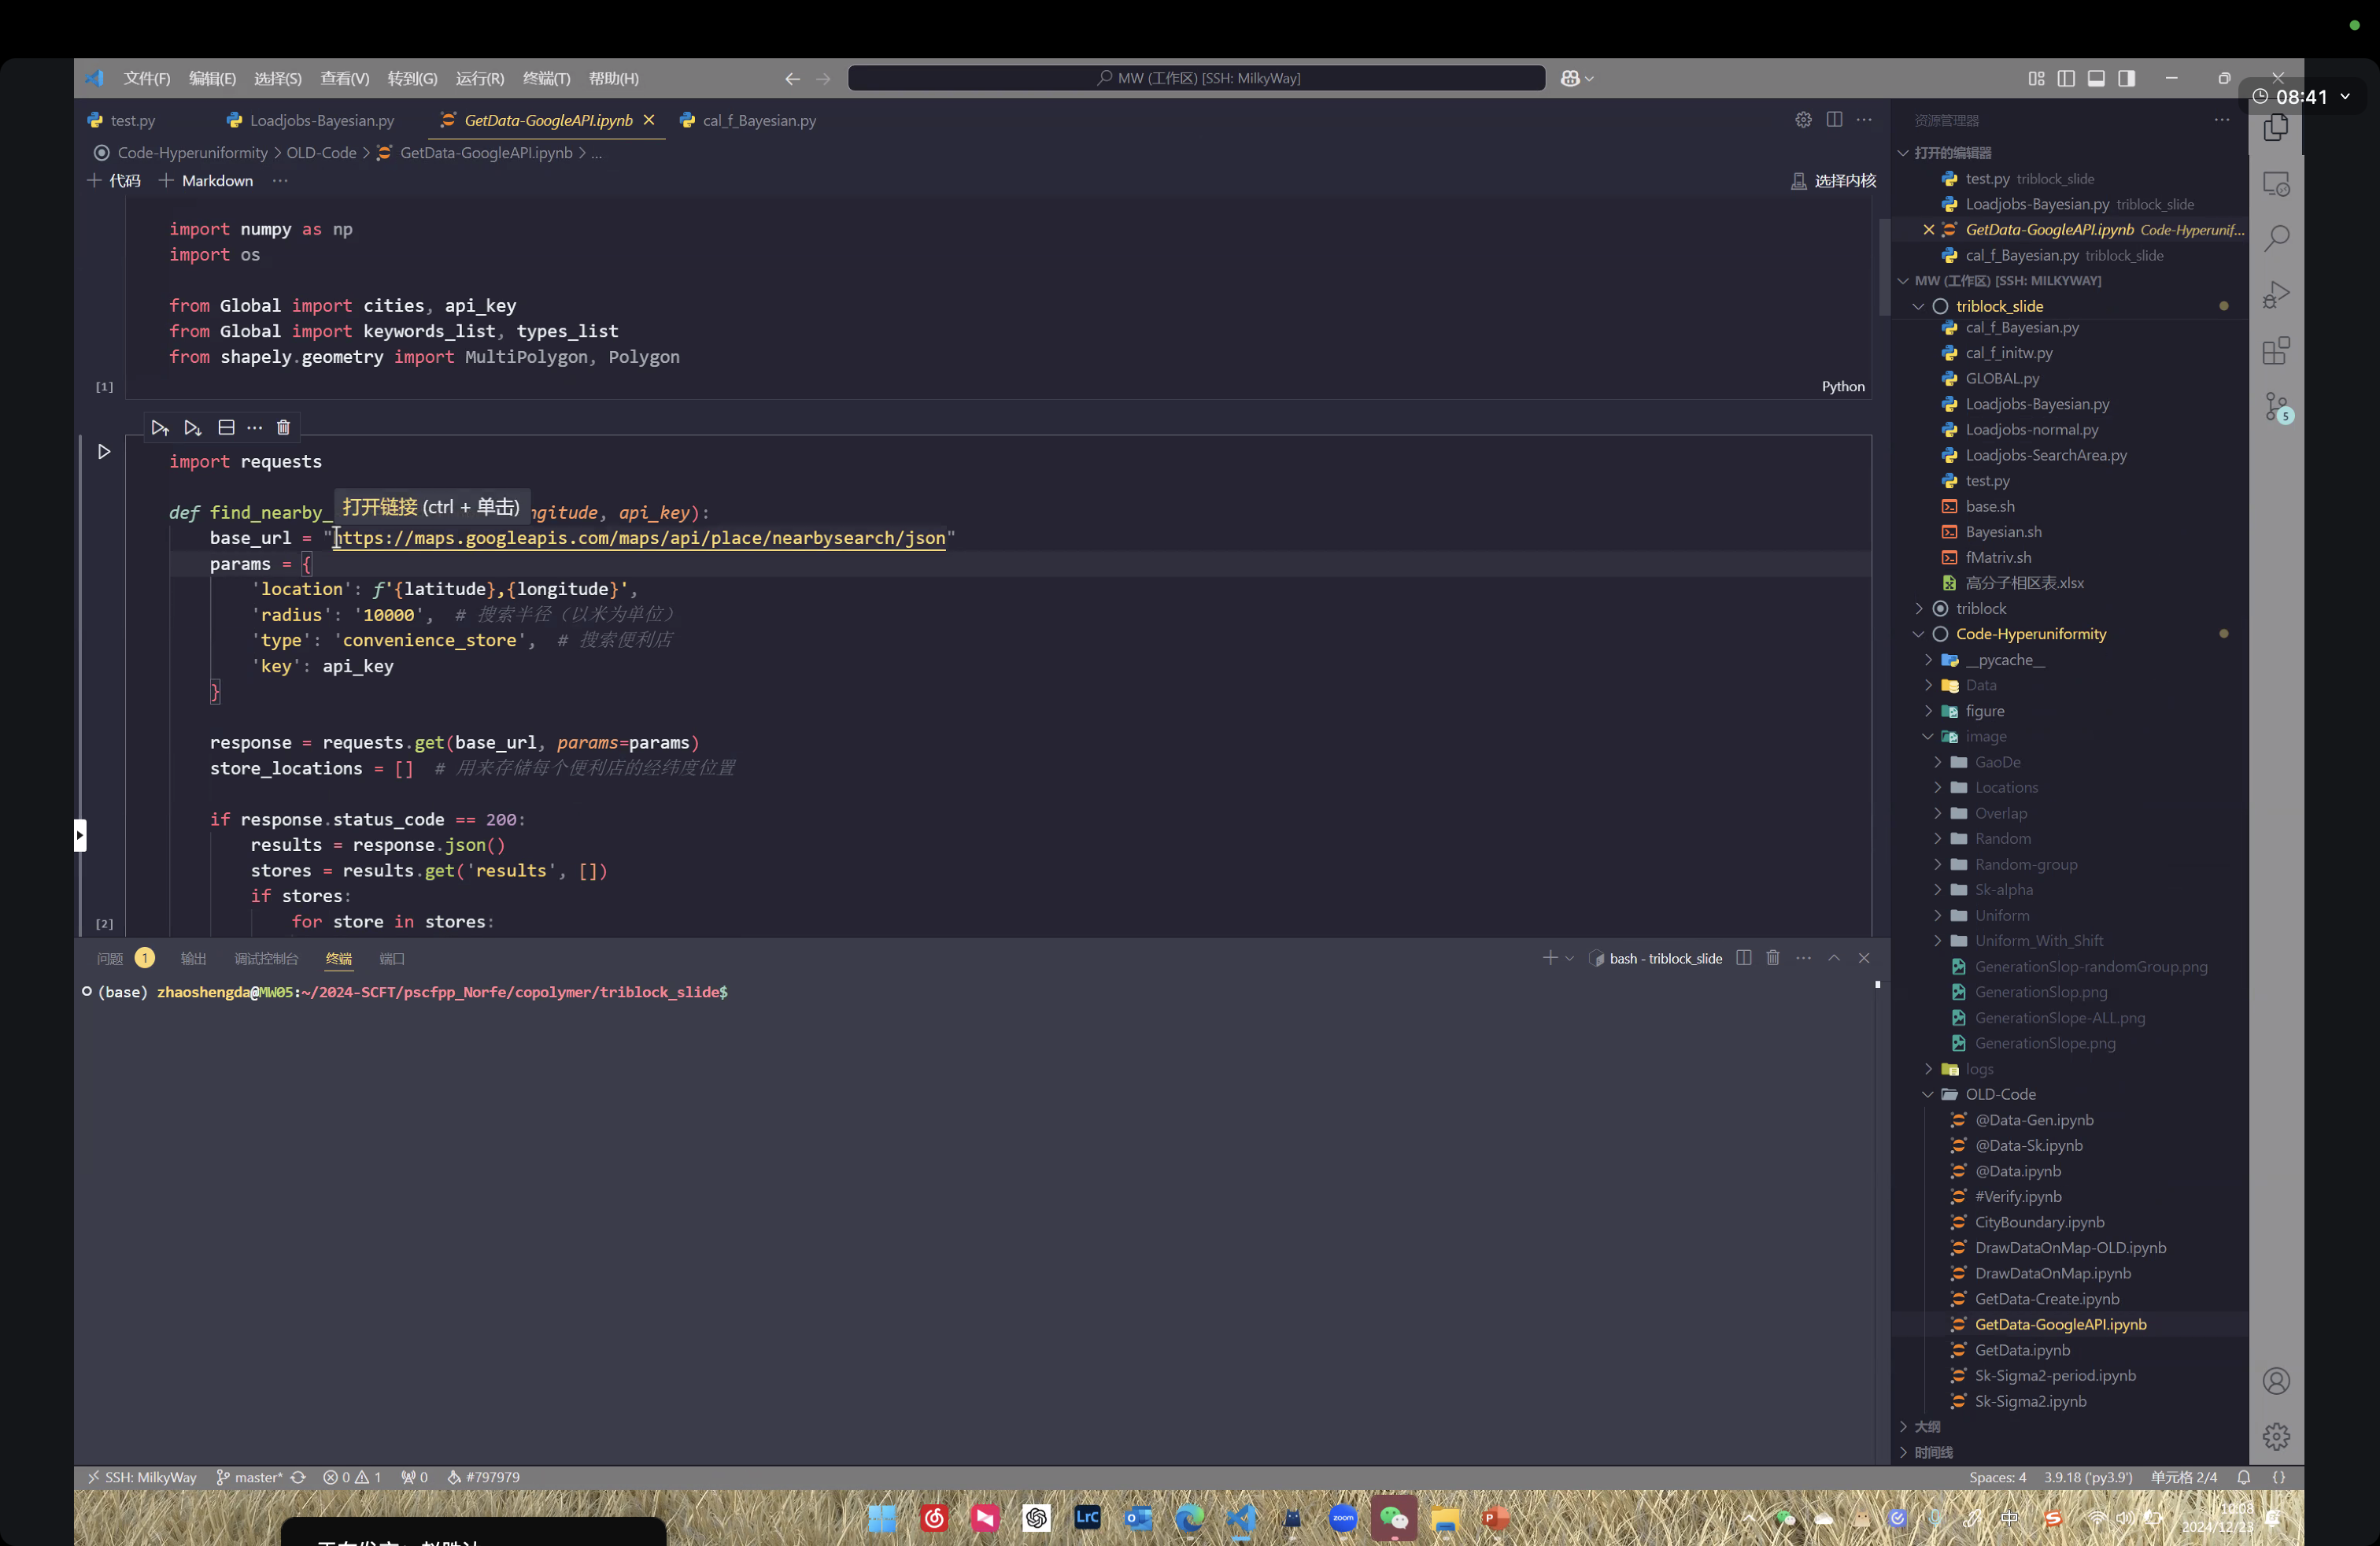 文件(F) 编辑(E) 选择(S) 查看(V) 转到(G) 运行(R) 终端(T) 帮助(H)
MW (工作区) [SSH: MilkyWay]
08:41
test.py
Loadjobs-Bayesian.py
GetData-GoogleAPI.ipynb
cal_f_Bayesian.py
Code-Hyperuniformity > OLD-Code > GetData-GoogleAPI.ipynb > ...
+ 代码 + Markdown ...
选择内核
import numpy as np
import os
from Global import cities, api_key
from Global import keywords_list, types_list
from shapely.geometry import MultiPolygon, Polygon
[1]
Python
import requests
打开链接 (ctrl + 单击)
def find_nearby_ngitude, api_key):
base_url = "https://maps.googleapis.com/maps/api/place/nearbysearch/json"
params = {
'location': f'{latitude},{longitude}',
'radius': '10000', # 搜索半径（以米为单位）
'type': 'convenience_store', # 搜索便利店
'key': api_key
}
response = requests.get(base_url, params=params)
store_locations = [] # 用来存储每个便利店的经纬度位置
if response.status_code == 200:
results = response.json()
stores = results.get('results', [])
if stores:
for store in stores:
[2]
问题 1 输出 调试控制台 终端 端口
bash - triblock_slide
(base) zhaoshengda@MW05:~/2024-SCFT/pscfpp_Norfe/copolymer/triblock_slide$
资源管理器
打开的编辑器
test.py triblock_slide
Loadjobs-Bayesian.py triblock_slide
GetData-GoogleAPI.ipynb Code-Hyperunif...
cal_f_Bayesian.py triblock_slide
MW (工作区) [SSH: MILKYWAY]
triblock_slide
cal_f_Bayesian.py
cal_f_initw.py
GLOBAL.py
Loadjobs-Bayesian.py
Loadjobs-normal.py
Loadjobs-SearchArea.py
test.py
base.sh
Bayesian.sh
fMatriv.sh
高分子相区表.xlsx
triblock
Code-Hyperuniformity
__pycache__
Data
figure
image
GaoDe
Locations
Overlap
Random
Random-group
Sk-alpha
Uniform
Uniform_With_Shift
GenerationSlop-randomGroup.png
GenerationSlop.png
GenerationSlope-ALL.png
GenerationSlope.png
logs
OLD-Code
@Data-Gen.ipynb
@Data-Sk.ipynb
@Data.ipynb
#Verify.ipynb
CityBoundary.ipynb
DrawDataOnMap-OLD.ipynb
DrawDataOnMap.ipynb
GetData-Create.ipynb
GetData-GoogleAPI.ipynb
GetData.ipynb
Sk-Sigma2-period.ipynb
Sk-Sigma2.ipynb
大纲
时间线
5
SSH: MilkyWay master* 0 1 0 #797979
Spaces: 4 3.9.18 ('py3.9') 单元格 2/4 {}
Lrc
zoom
中
10:08
2024/12/23